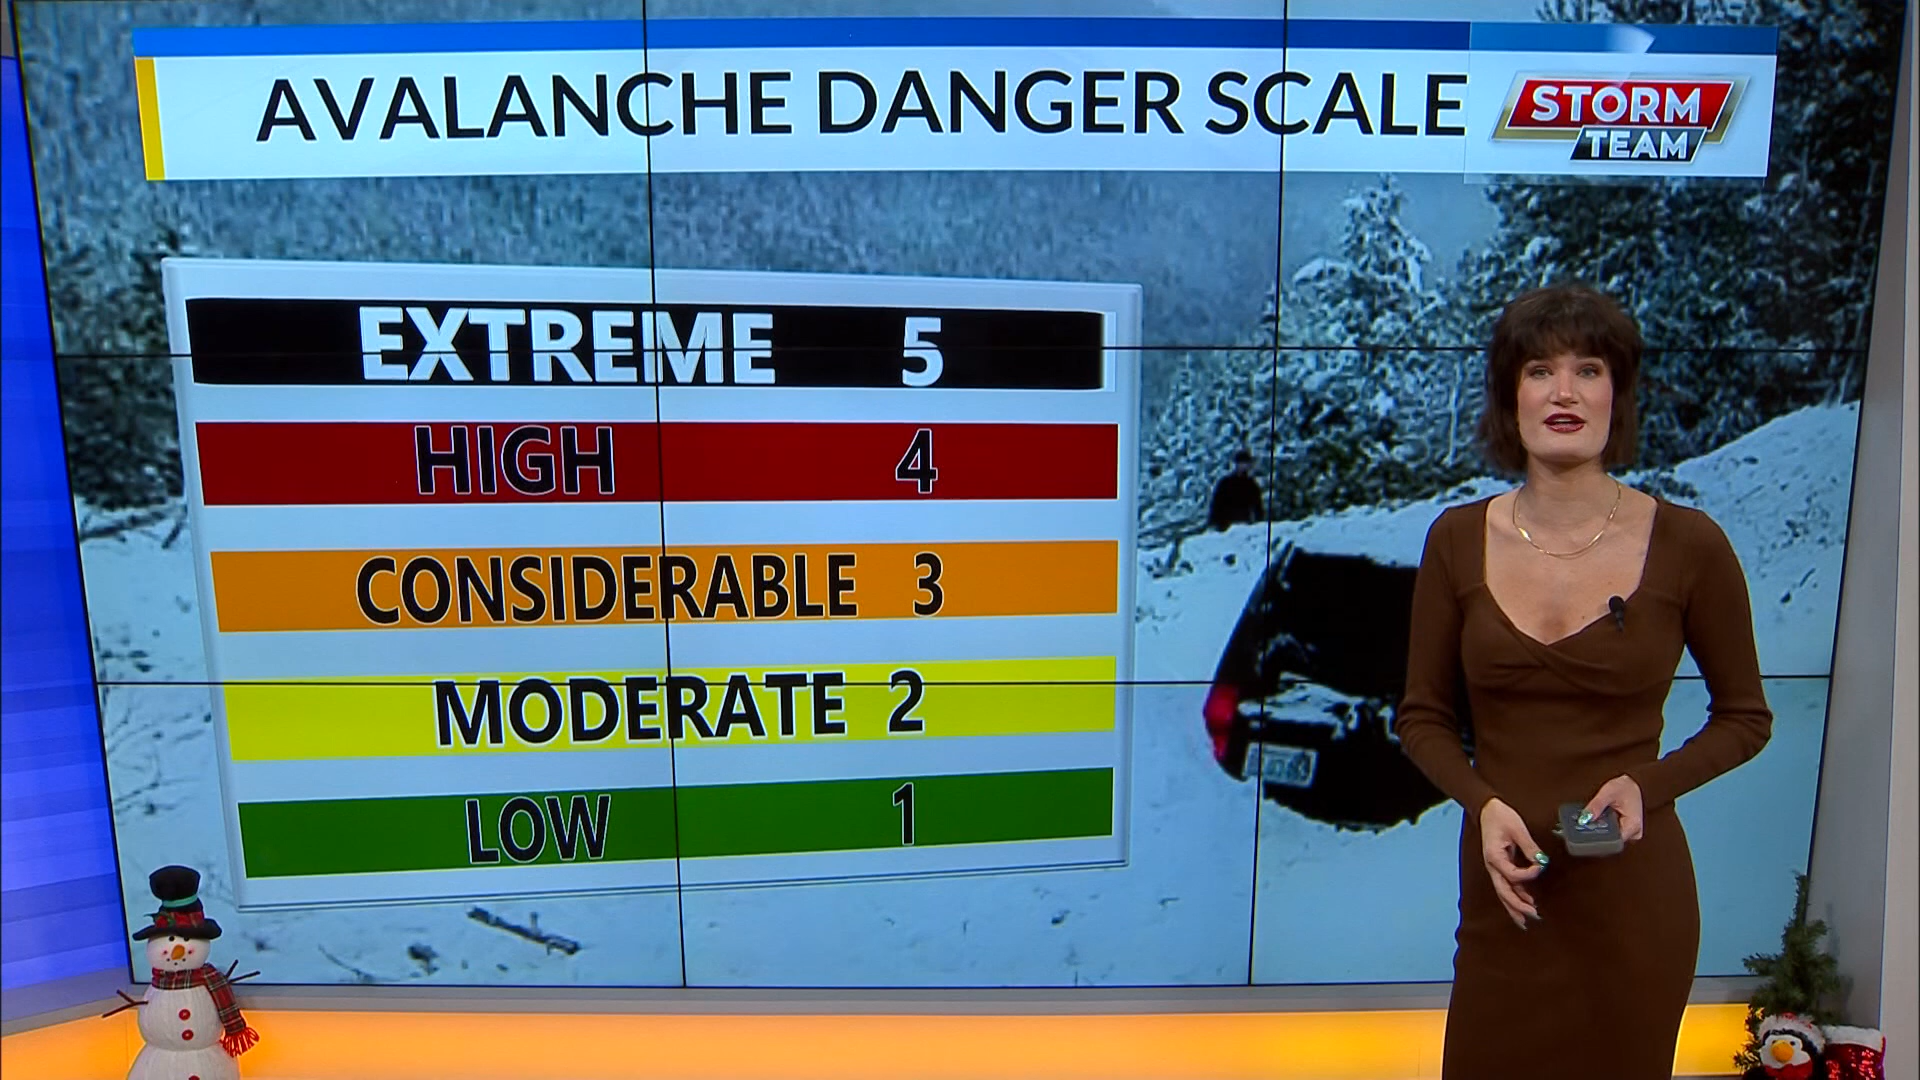 AVALANCHE DANGER SCALE
STORM
TEAM
EXTREME 5
HIGH 4
CONSIDERABLE 3
MODERATE 2
LOW 1